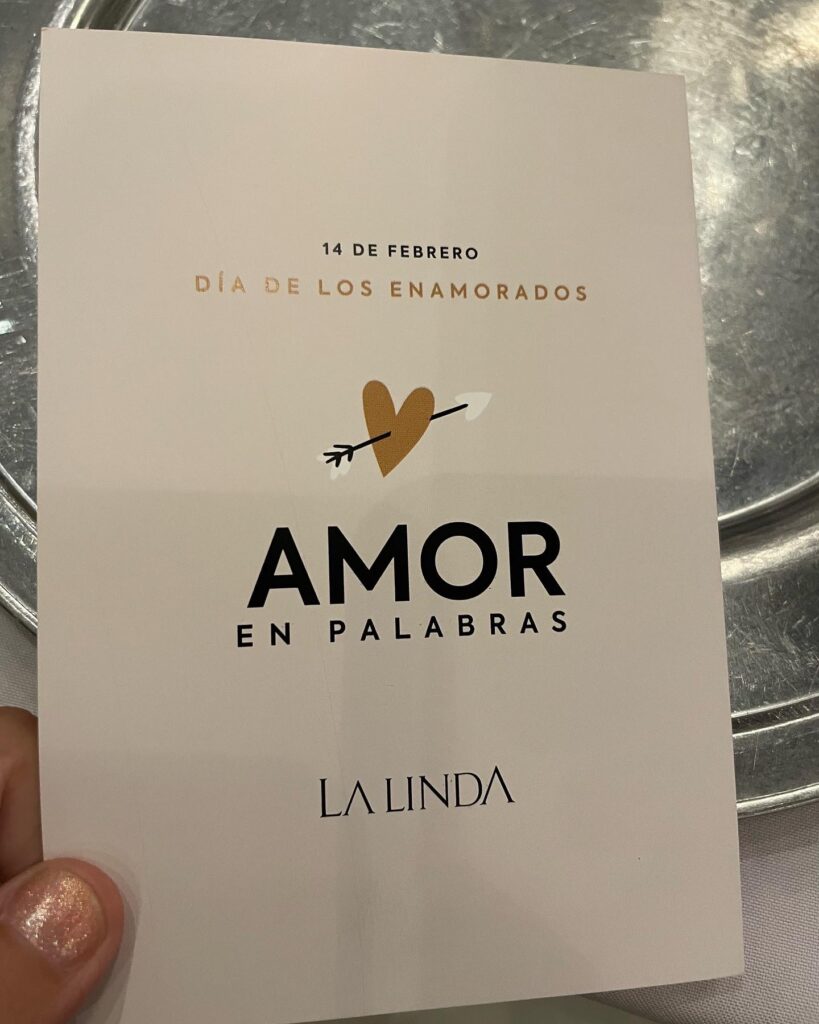 14 DE FEBRERO
DÍA DE LOS ENAMORADOS
AMOR
EN PALABRAS
LA LINDA